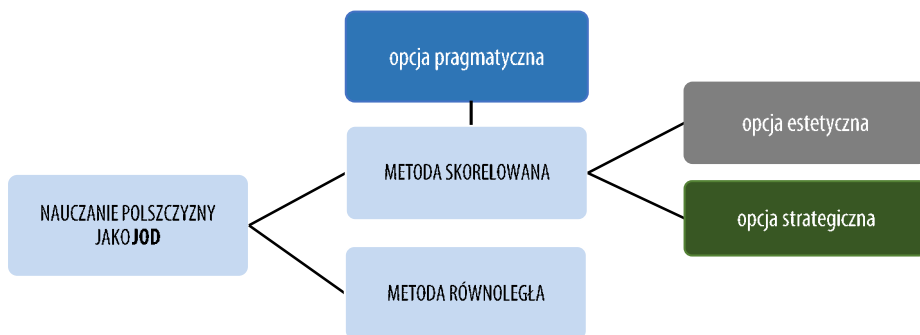 opcja pragmatyczna
opcja estetyczna
METODA SKORELOWANA
NAUCZANIE POLSZCZYZNY
JAKO JOD
opcja strategiczna
METODA RÓWNOLEGŁA